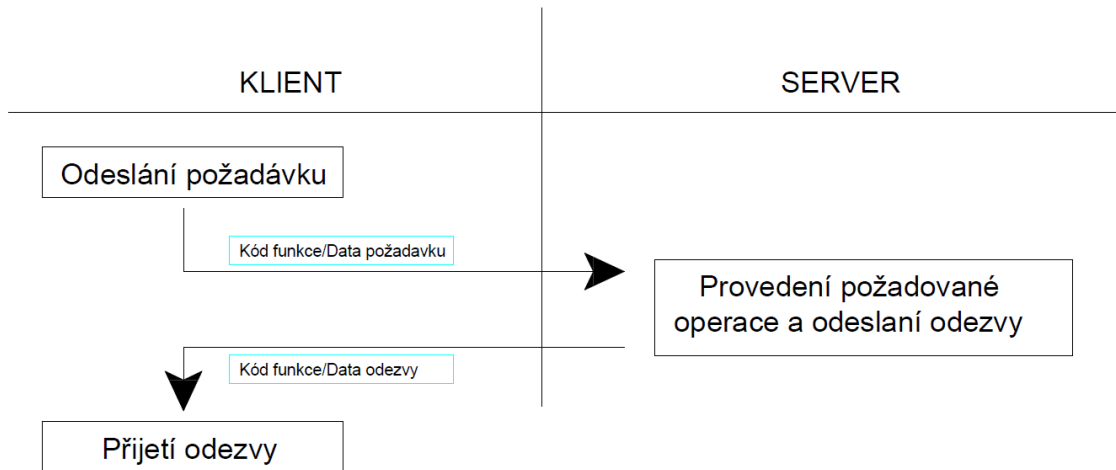 KLIENT
SERVER
Odeslání požadávku
Kód funkce/Data požadavku
Provedení požadované
operace a odeslaní odezvy
Kód funkce/Data odezvy
Přijetí odezvy